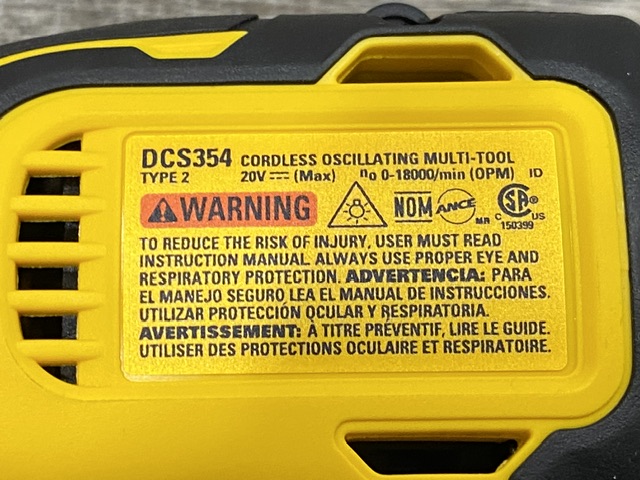 DCS354 CORDLESS OSCILLATING MULTI-TOOL
TYPE 2 20V (Max) no 0-18000/min (OPM) ID
WARNING NOM ANCE MR C SA ® US
150399
TO REDUCE THE RISK OF INJURY, USER MUST READ
INSTRUCTION MANUAL. ALWAYS USE PROPER EYE AND
RESPIRATORY PROTECTION. ADVERTENCIA: PARA
EL MANEJO SEGURO LEA EL MANUAL DE INSTRUCCIONES.
UTILIZAR PROTECCIÓN OCULAR Y RESPIRATORIA.
AVERTISSEMENT: À TITRE PRÉVENTIF, LIRE LE GUIDE.
UTILISER DES PROTECTIONS OCULAIRE ET RESPIRATOIRE.